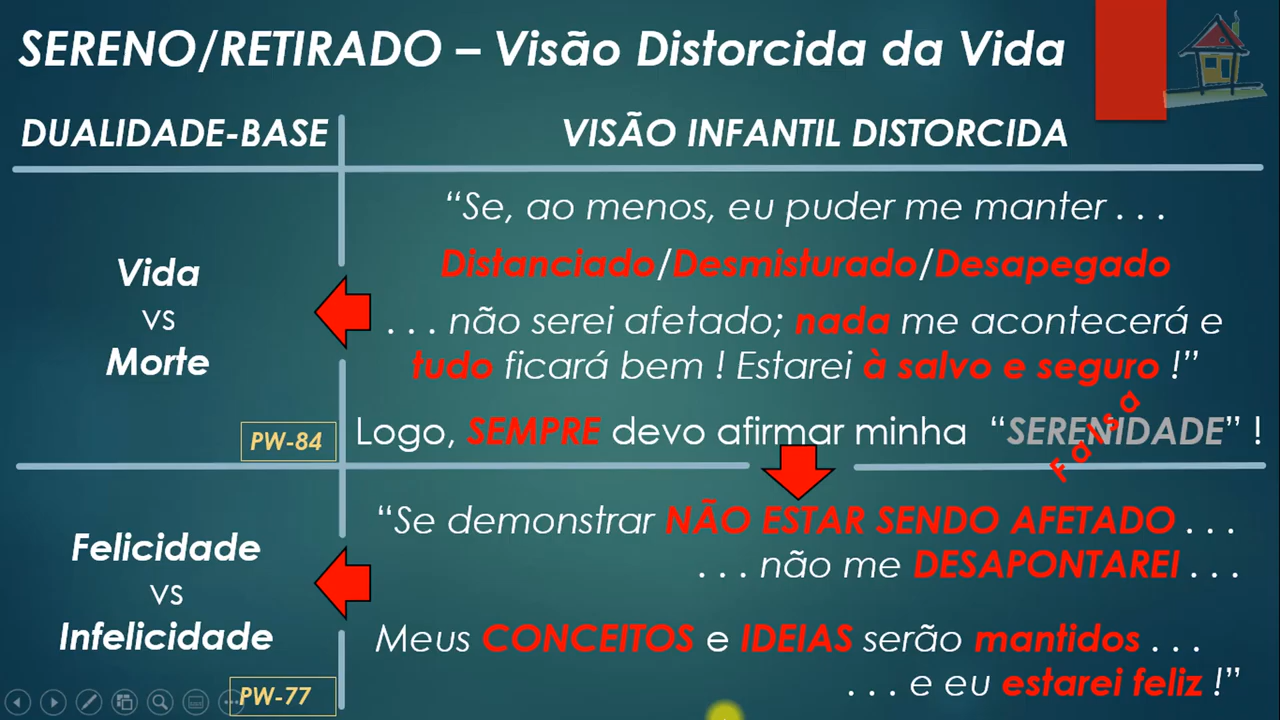 SERENO/RETIRADO – Visão Distorcida da Vida
DUALIDADE-BASE
VISÃO INFANTIL DISTORCIDA
Vida
vs
Morte
PW-84
“Se, ao menos, eu puder me manter . . .
Distanciado/Desmisturado/Desapegado
. . . não serei afetado; nada me acontecerá e
tudo ficará bem ! Estarei à salvo e seguro !”
Logo, SEMPRE devo afirmar minha “SERENIDADE” !
Falsa
Felicidade
vs
Infelicidade
PW-77
“Se demonstrar NÃO ESTAR SENDO AFETADO . . .
. . . não me DESAPONTAREI . . .
Meus CONCEITOS e IDEIAS serão mantidos . . .
. . . e eu estarei feliz !”